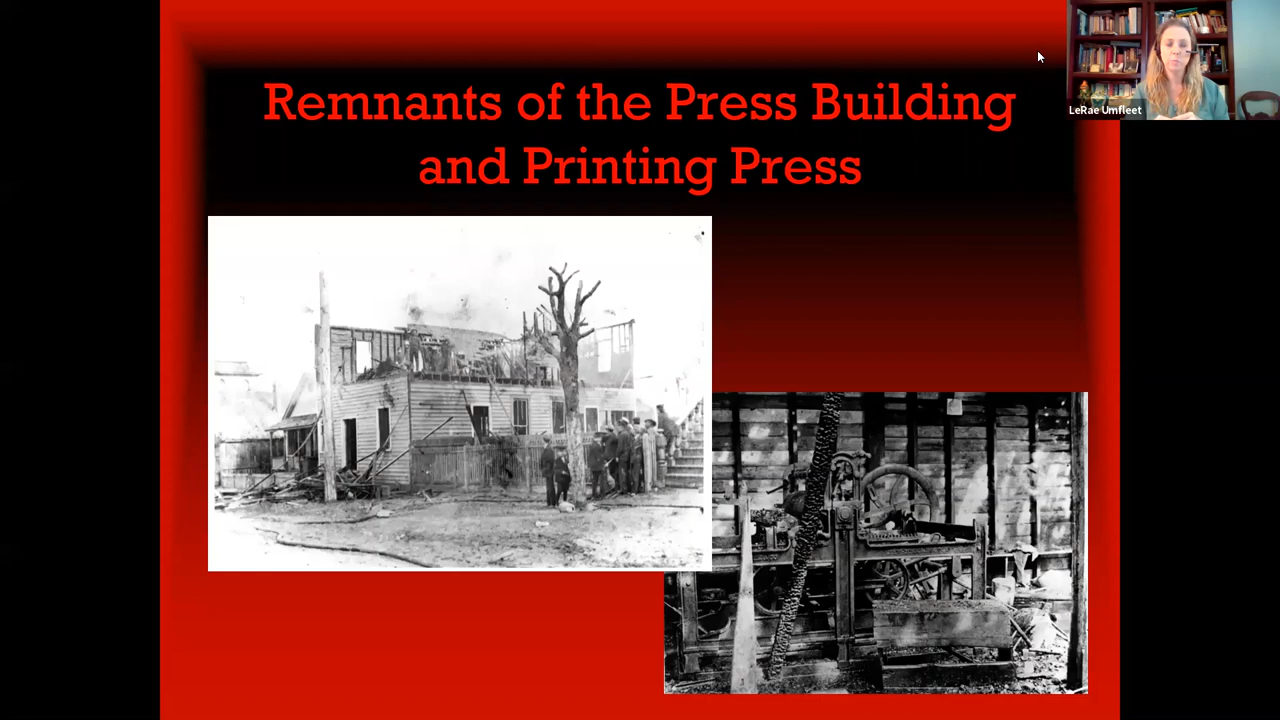 Remnants of the Press Building
and Printing Press
LeRae Umfleet